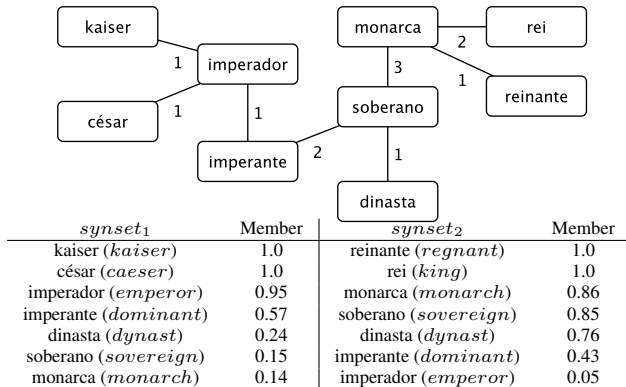 kaiser
monarca
rei
2
1
imperador
3
1
reinante
1
soberano
césar
1
imperante
2
1
dinasta
synset1 Member synset2 Member
kaiser (kaiser) 1.0 reinante (regnant) 1.0
césar (caeser) 1.0 rei (king) 1.0
imperador (emperor) 0.95 monarca (monarch) 0.86
imperante (dominant) 0.57 soberano (sovereign) 0.85
dinasta (dynast) 0.24 dinasta (dynast) 0.76
soberano (sovereign) 0.15 imperante (dominant) 0.43
monarca (monarch) 0.14 imperador (emperor) 0.05